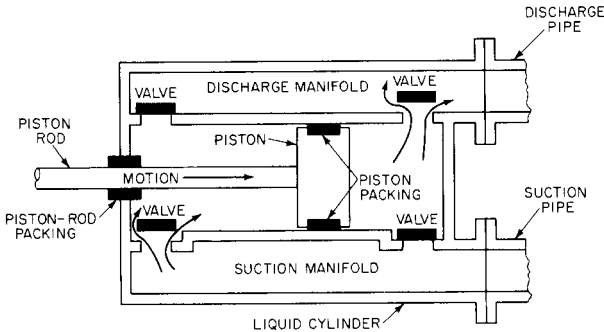 DISCHARGE
PIPE
DISCHARGE MANIFOLD
VALVE
VALVE
PISTON
PISTON
ROD
MOTION
PISTON
PACKING
PISTON-ROD
PACKING
VALVE
VALVE
SUCTION
PIPE
SUCTION MANIFOLD
LIQUID CYLINDER